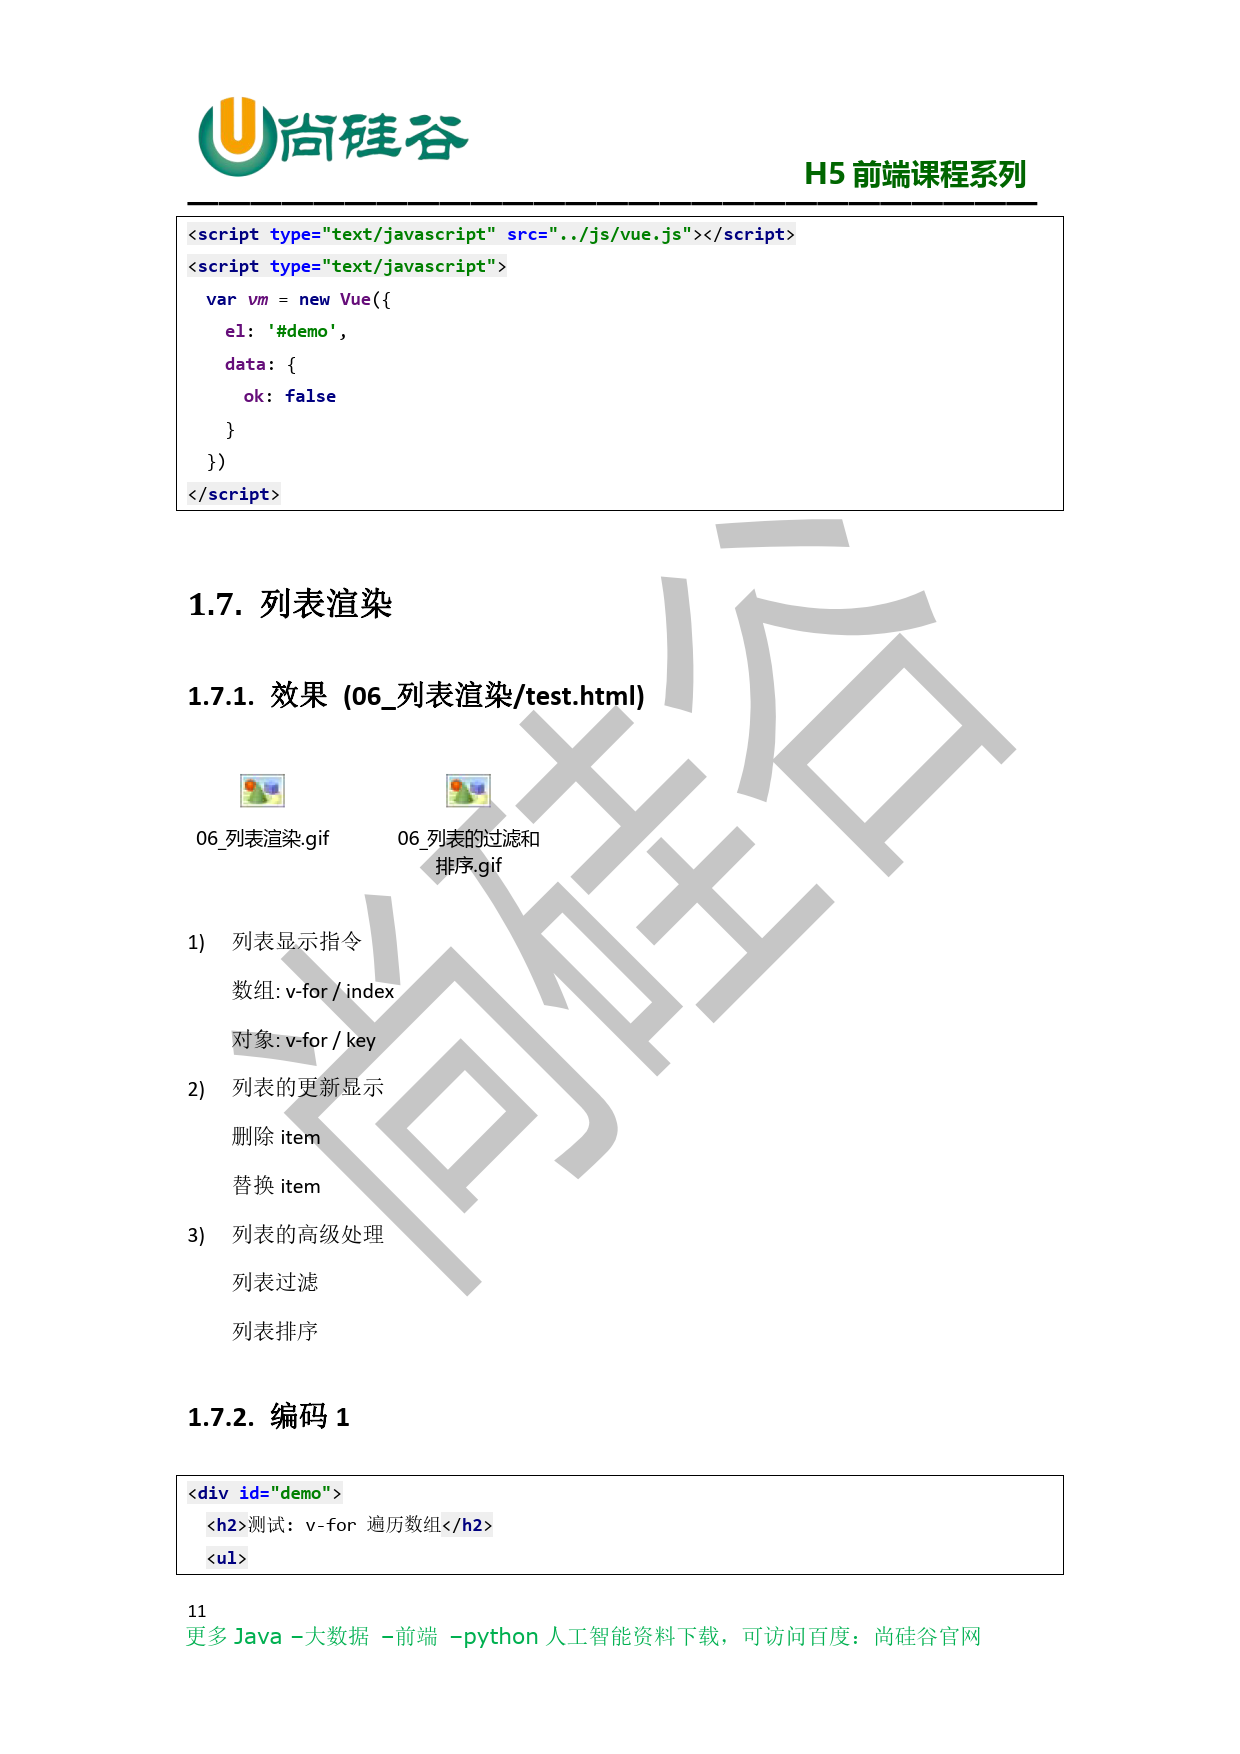 尚硅谷
H5 前端课程系列
<script type="text/javascript" src="../js/vue.js"></script>
<script type="text/javascript">
var vm = new Vue({
el: '#demo',
data: {
ok: false
}
})
</script>
1.7. 列表渲染
1.7.1. 效果 (06_列表渲染/test.html)
06_列表渲染.gif
06_列表的过滤和
排序.gif
1) 列表显示指令
数组: v-for / index
对象: v-for / key
2) 列表的更新显示
删除 item
替换 item
3) 列表的高级处理
列表过滤
列表排序
1.7.2. 编码 1
<div id="demo">
<h2>测试: v-for 遍历数组</h2>
<ul>
11
更多 Java –大数据 –前端 –python 人工智能资料下载，可访问百度：尚硅谷官网
尚硅谷